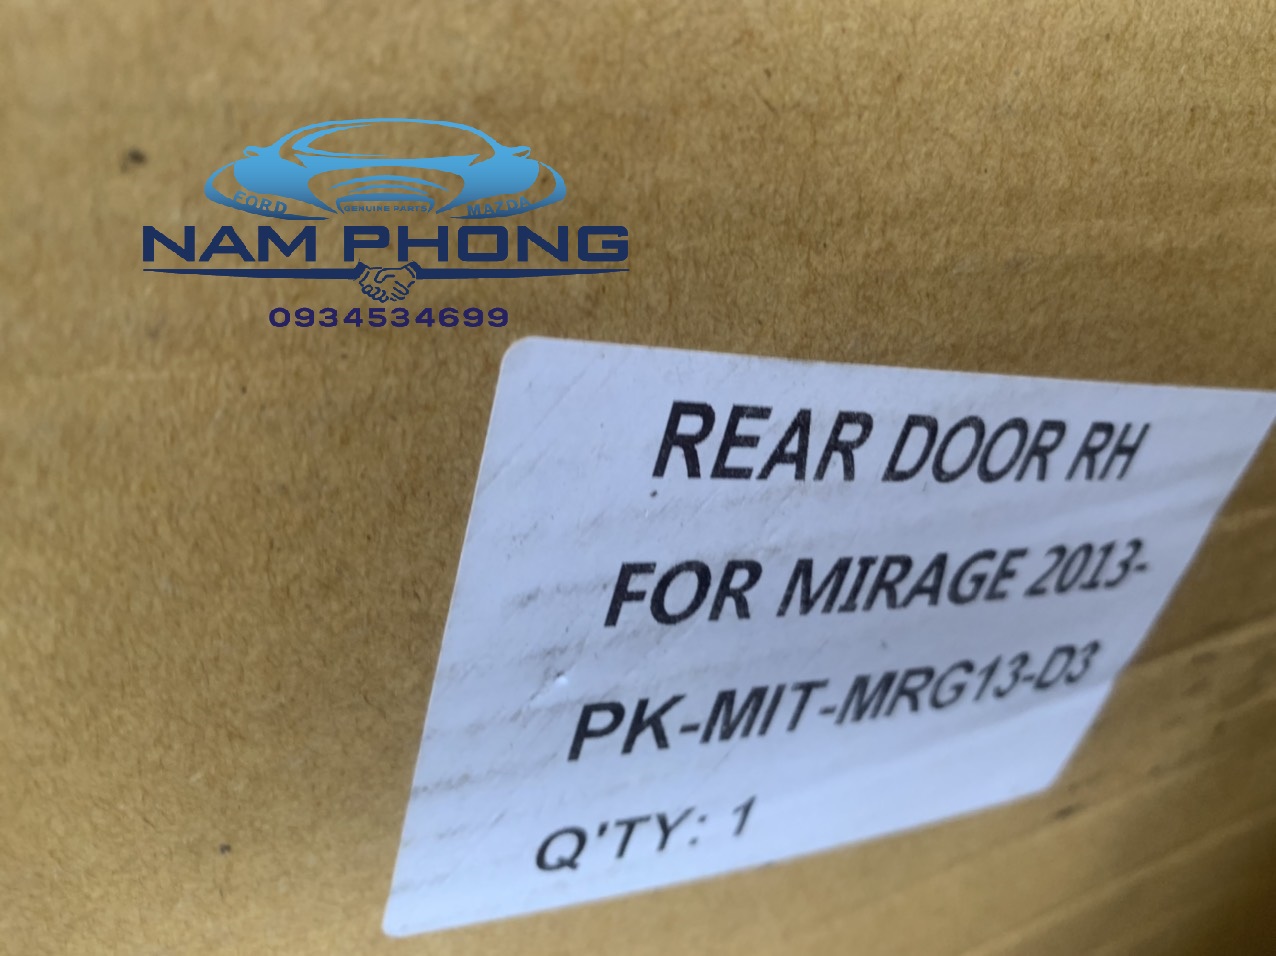 FORD
GENUINE PARTS
MAZDA
NAM PHONG
0934534699
REAR DOOR RH
FOR MIRAGE 2013-
PK-MIT-MRG13-D3
Q'TY: 1